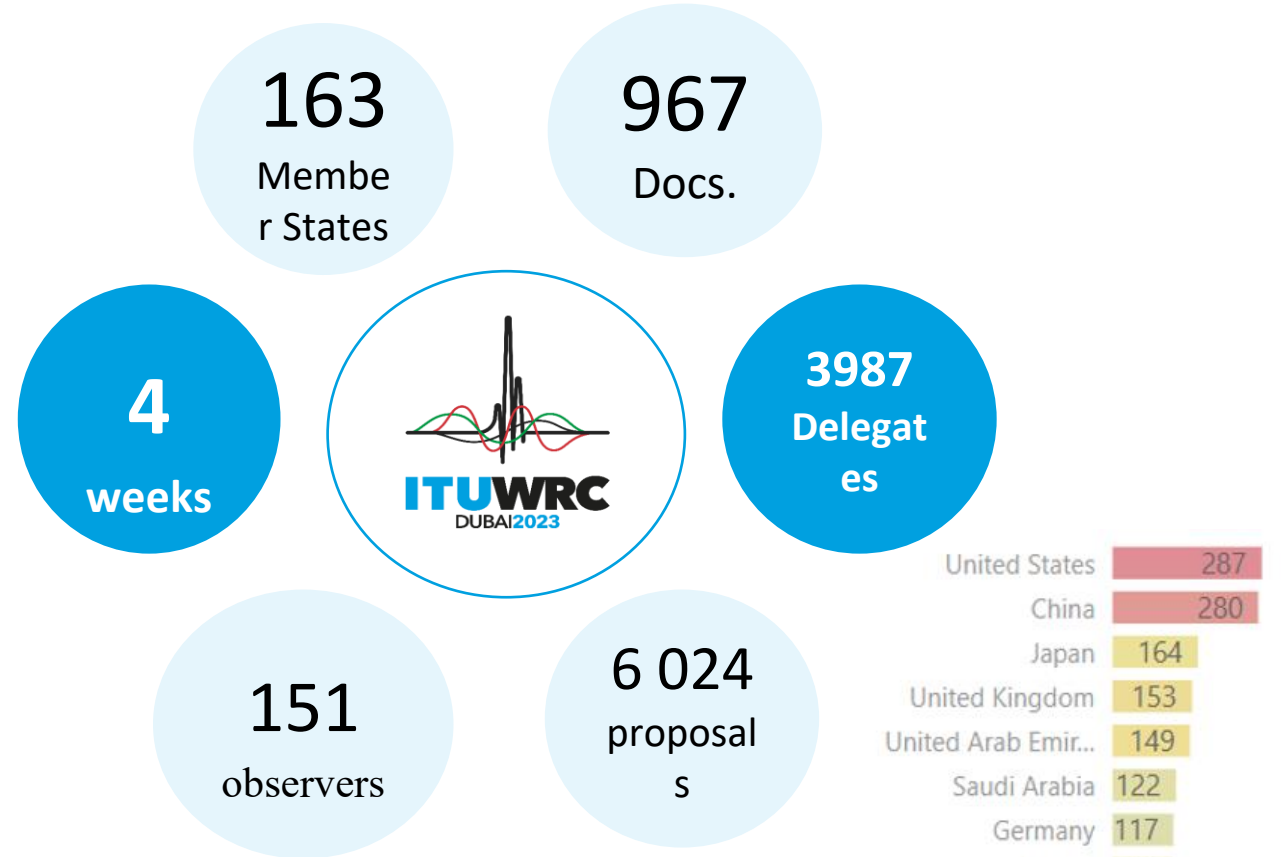 163
Membe
r States
967
Docs.
4
weeks
ITUWRC
DUBAI2023
3987
Delegat
es
151
observers
6 024
proposal
s
United States 287
China 280
Japan 164
United Kingdom 153
United Arab Emir... 149
Saudi Arabia 122
Germany 117